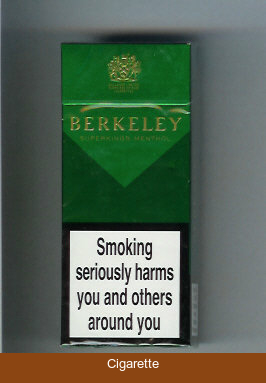 BERKELEY
SUPERKINGS MENTHOL
Smoking
seriously harms
you and others
around you
Cigarette